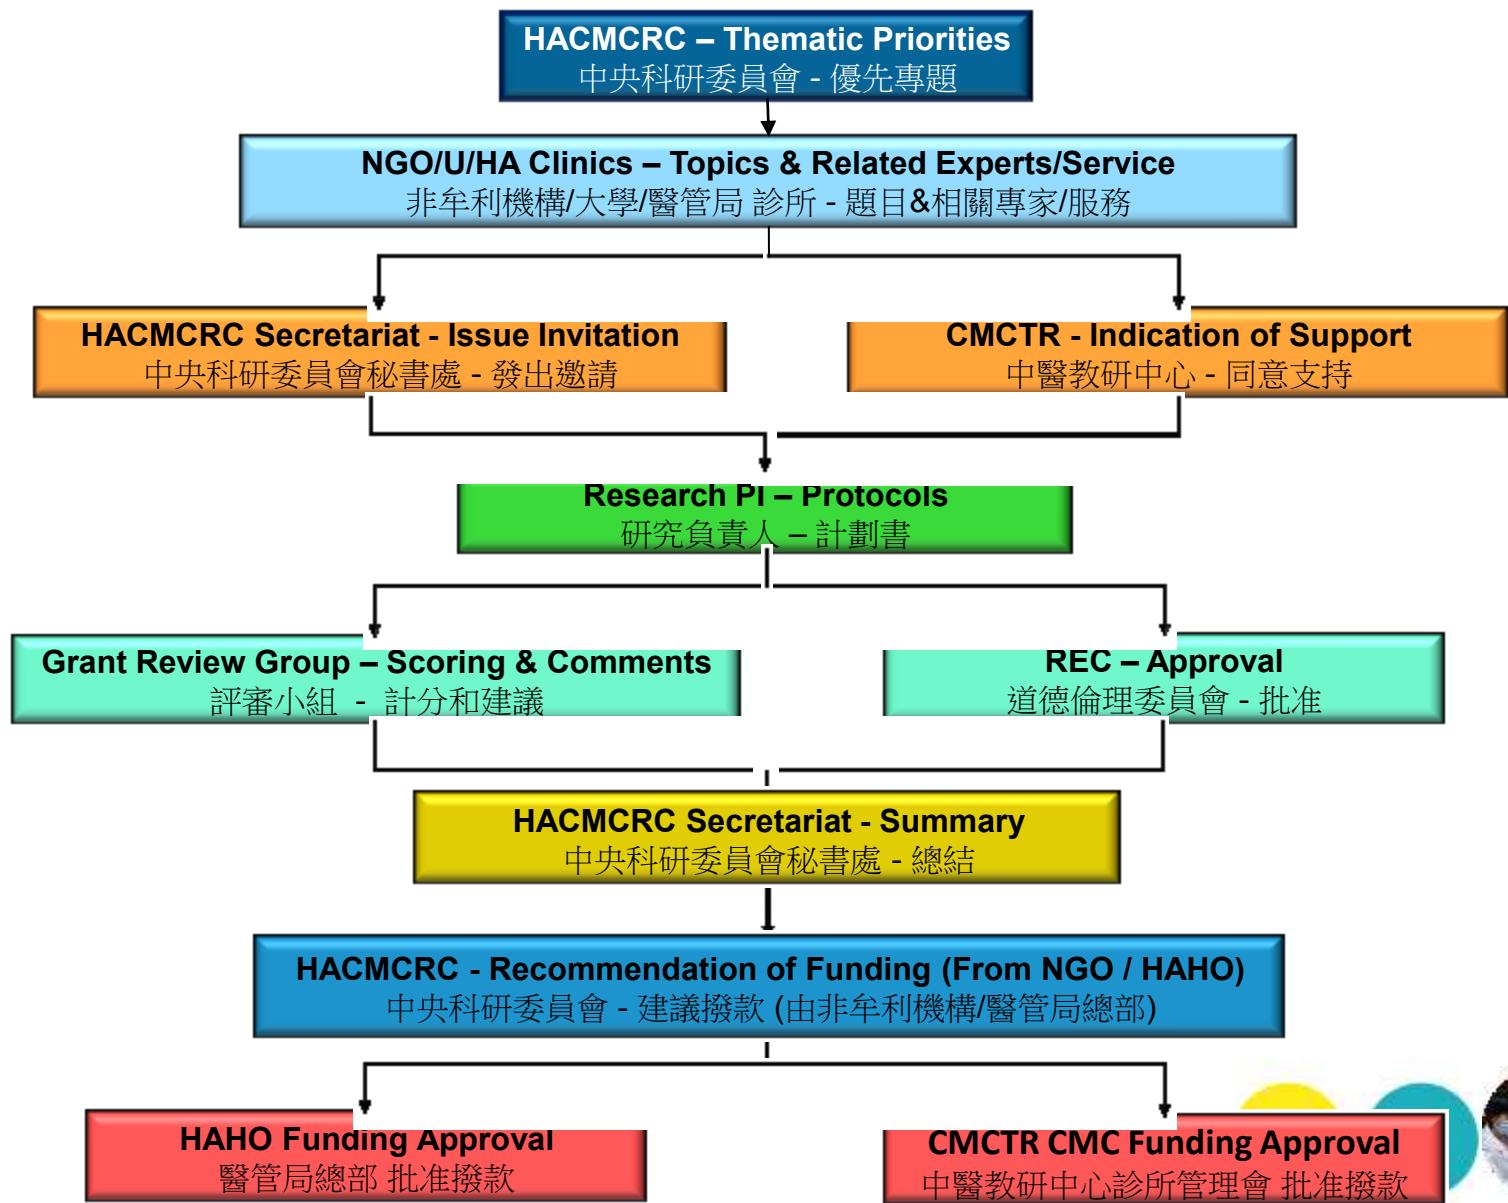 HACMCRC – Thematic Priorities
中央科研委員會 - 優先專題
NGO/U/HA Clinics – Topics & Related Experts/Service
非牟利機構/大學/醫管局 診所 - 題目&相關專家/服務
HACMCRC Secretariat - Issue Invitation
中央科研委員會秘書處 - 發出邀請
CMCTR - Indication of Support
中醫教研中心 - 同意支持
Research PI – Protocols
研究負責人 – 計劃書
Grant Review Group – Scoring & Comments
評審小組 - 計分和建議
REC – Approval
道德倫理委員會 - 批准
HACMCRC Secretariat - Summary
中央科研委員會秘書處 - 總結
HACMCRC - Recommendation of Funding (From NGO / HAHO)
中央科研委員會 - 建議撥款 (由非牟利機構/醫管局總部)
HAHO Funding Approval
醫管局總部 批准撥款
CMCTR CMC Funding Approval
中醫教研中心診所管理會 批准撥款